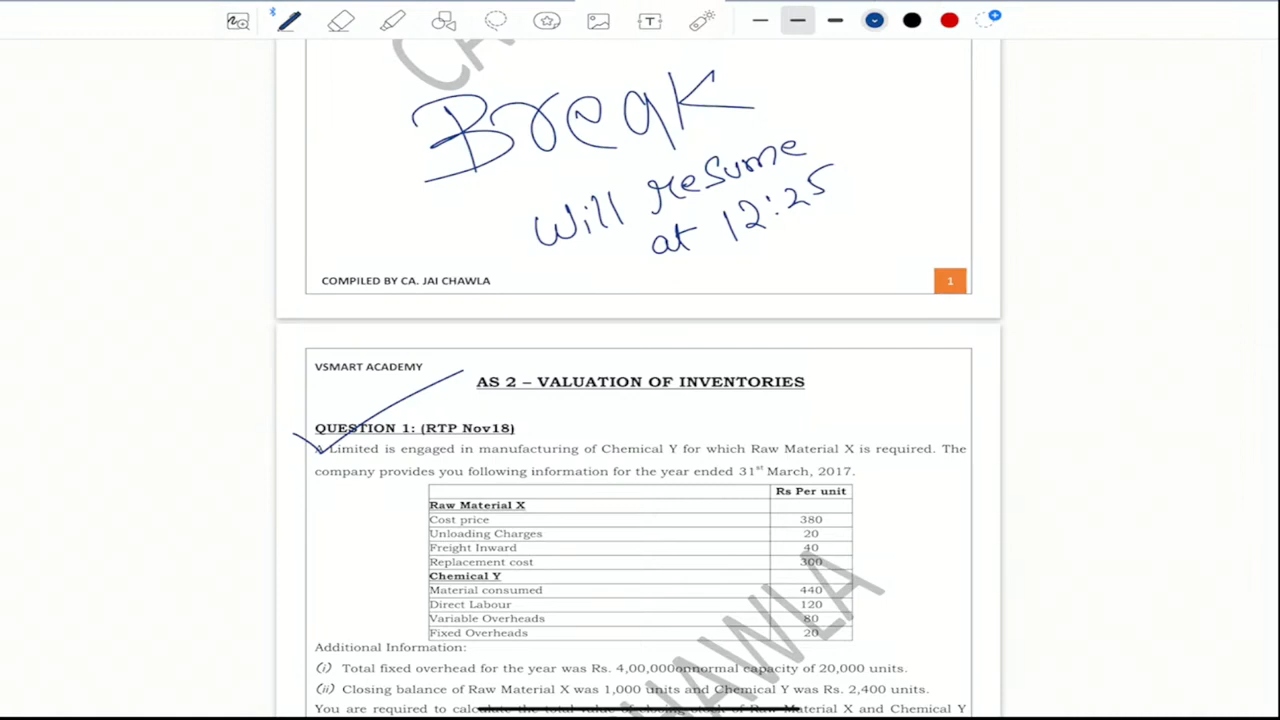 CA
Break
Will resume
at 12:25
COMPILED BY CA. JAI CHAWLA
1
VSMART ACADEMY
AS 2 – VALUATION OF INVENTORIES
QUESTION 1: (RTP Nov18)
A Limited is engaged in manufacturing of Chemical Y for which Raw Material X is required. The
company provides you following information for the year ended 31st March, 2017.
Rs Per unit
Raw Material X
Cost price 380
Unloading Charges 20
Freight Inward 40
Replacement cost 300
Chemical Y
Material consumed 440
Direct Labour 120
Variable Overheads 80
Fixed Overheads 20
HAWLA
Additional Information:
(i) Total fixed overhead for the year was Rs. 4,00,000onnormal capacity of 20,000 units.
(ii) Closing balance of Raw Material X was 1,000 units and Chemical Y was Rs. 2,400 units.
You are required to calculate the total value of closing stock of Raw Material X and Chemical Y
HAWLA